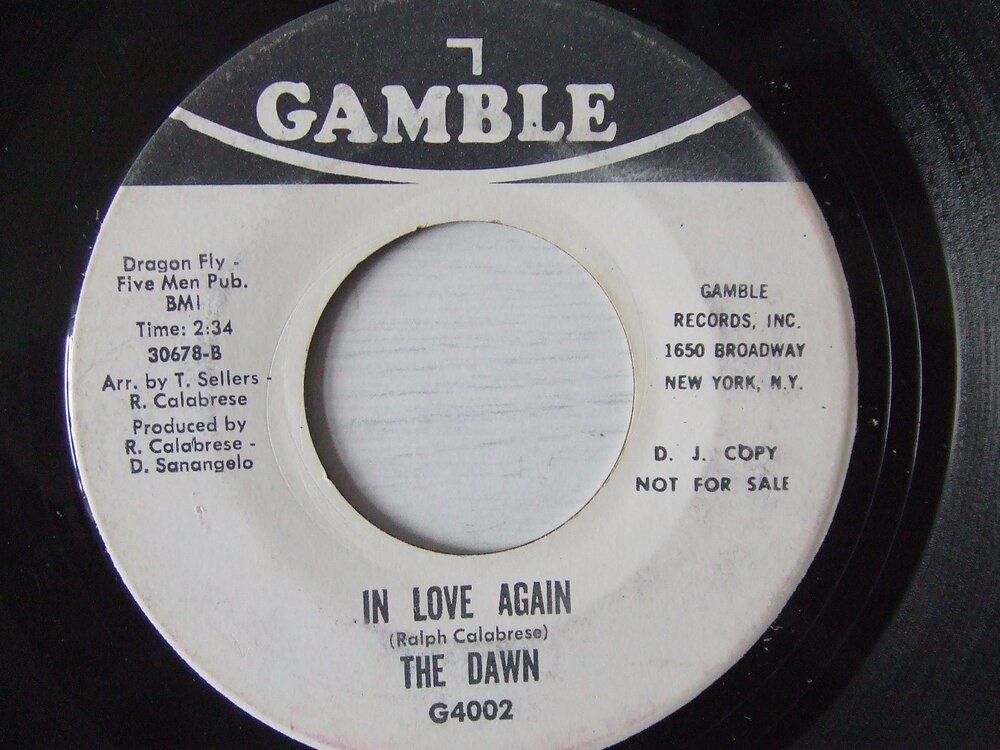 GAMBLE
Dragon Fly -
Five Men Pub.
BMI
Time: 2:34
30678-B
Arr. by T. Sellers -
R. Calabrese
Produced by
R. Calabrese -
D. Sanangelo
GAMBLE
RECORDS, INC.
1650 BROADWAY
NEW YORK, N.Y.
D. J. COPY
NOT FOR SALE
IN LOVE AGAIN
(Ralph Calabrese)
THE DAWN
G4002